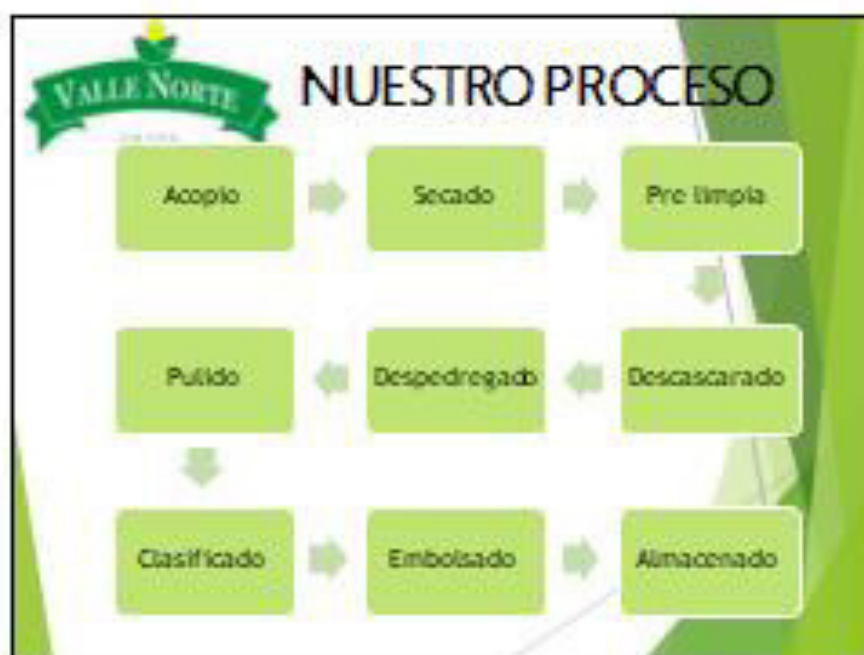 VALLE NORTE
NUESTRO PROCESO
Acopio
Secado
Pre limpia
Descascarado
Despedregado
Pulido
Clasificado
Embolsado
Almacenado